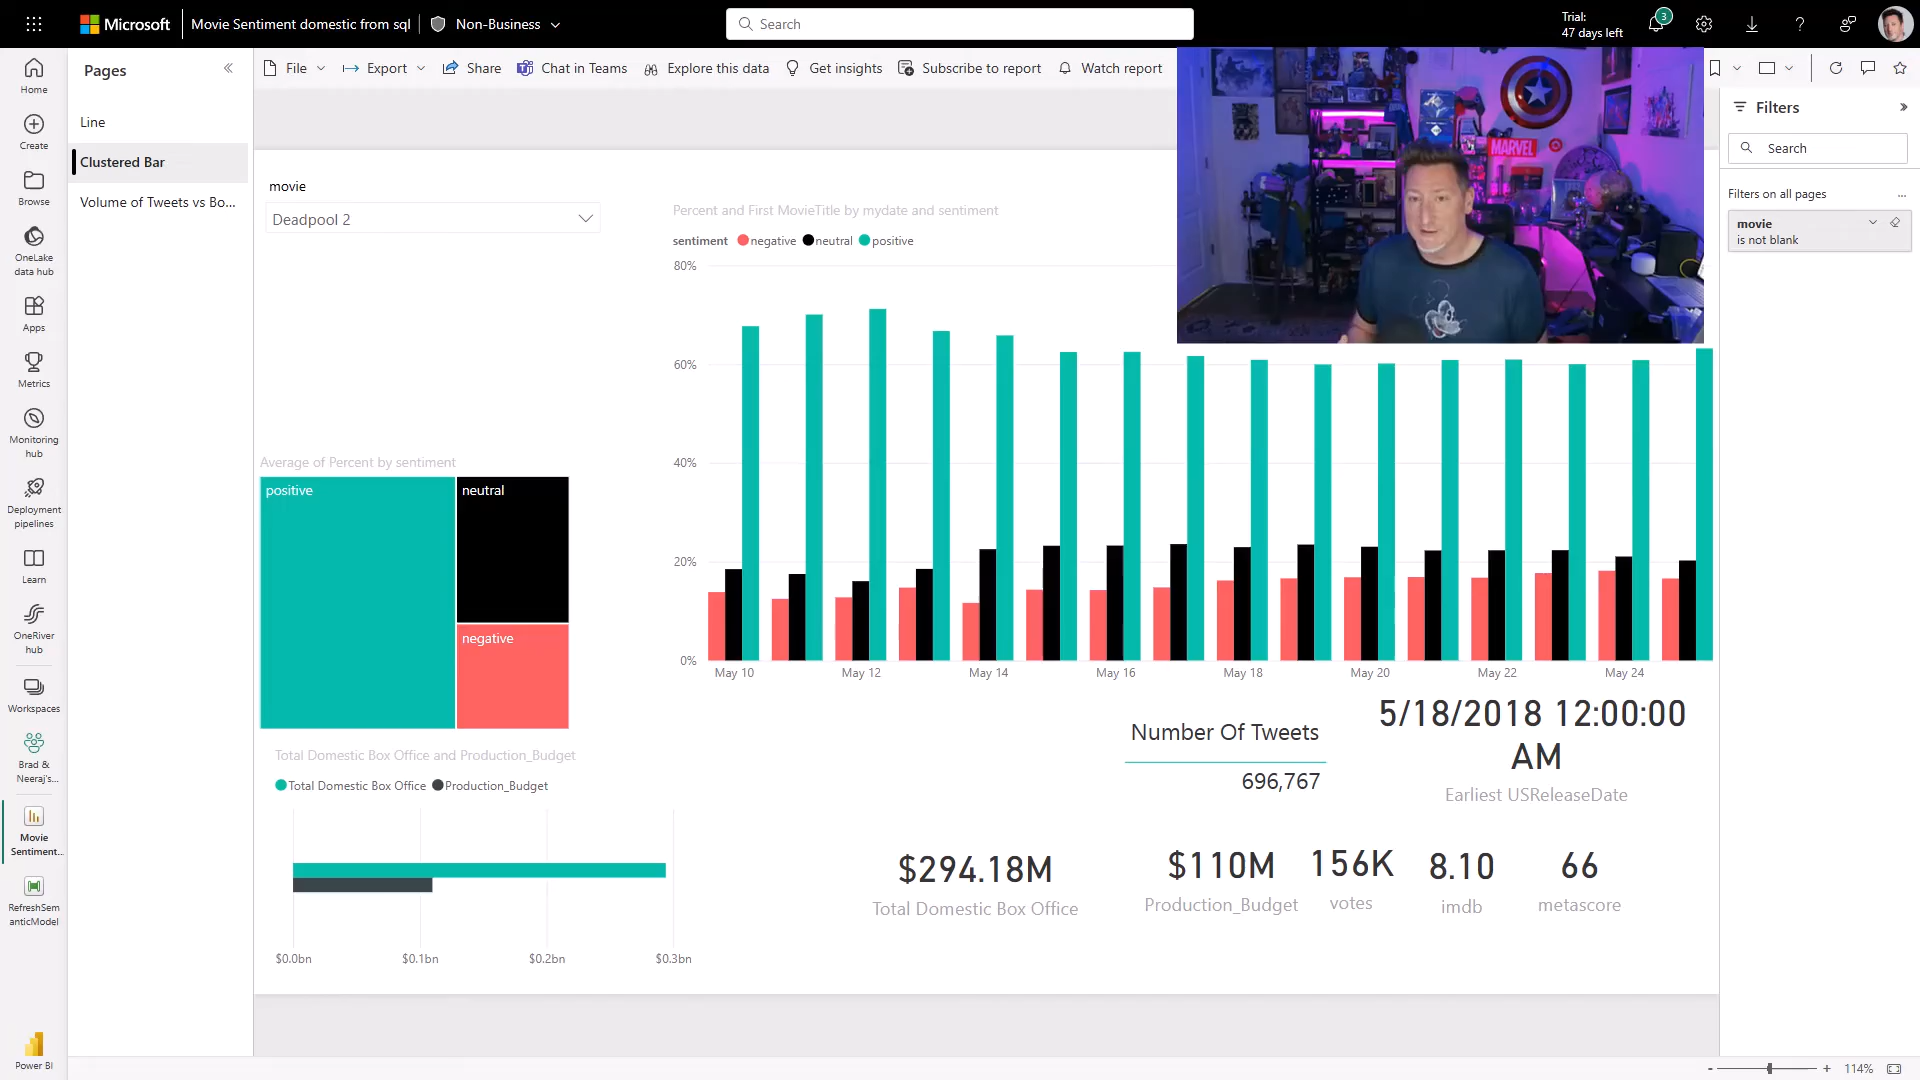 Microsoft
Movie Sentiment domestic from sql
Non-Business
Search
Trial:
47 days left
3
Home
Create
Browse
OneLake
data hub
Apps
Metrics
Monitoring
hub
Deployment
pipelines
Learn
OneRiver
hub
Workspaces
Brad &
Neeraj's...
Movie
Sentiment...
RefreshSem
anticModel
Power BI
Pages
Line
Clustered Bar
Volume of Tweets vs Bo...
File
Export
Share
Chat in Teams
Explore this data
Get insights
Subscribe to report
Watch report
MARVEL
movie
Deadpool 2
Percent and First MovieTitle by mydate and sentiment
sentiment negative neutral positive
80%
60%
40%
20%
0%
May 10 May 12 May 14 May 16 May 18 May 20 May 22 May 24
Average of Percent by sentiment
positive
neutral
negative
Total Domestic Box Office and Production_Budget
Total Domestic Box Office Production_Budget
$0.0bn $0.1bn $0.2bn $0.3bn
Number Of Tweets
696,767
5/18/2018 12:00:00
AM
Earliest USReleaseDate
$294.18M
Total Domestic Box Office
$110M
Production_Budget
156K
votes
8.10
imdb
66
metascore
Filters
Search
Filters on all pages
...
movie
is not blank
- + 114%